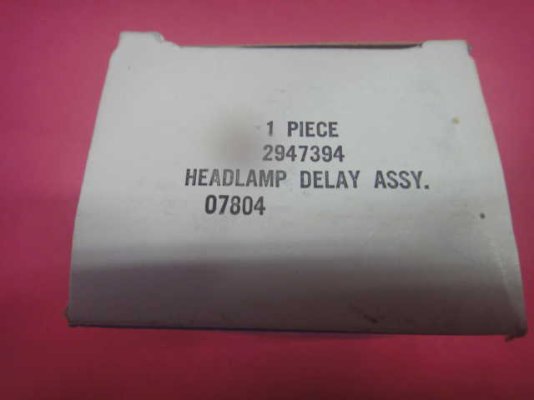 1 PIECE
2947394
HEADLAMP DELAY ASSY.
07804